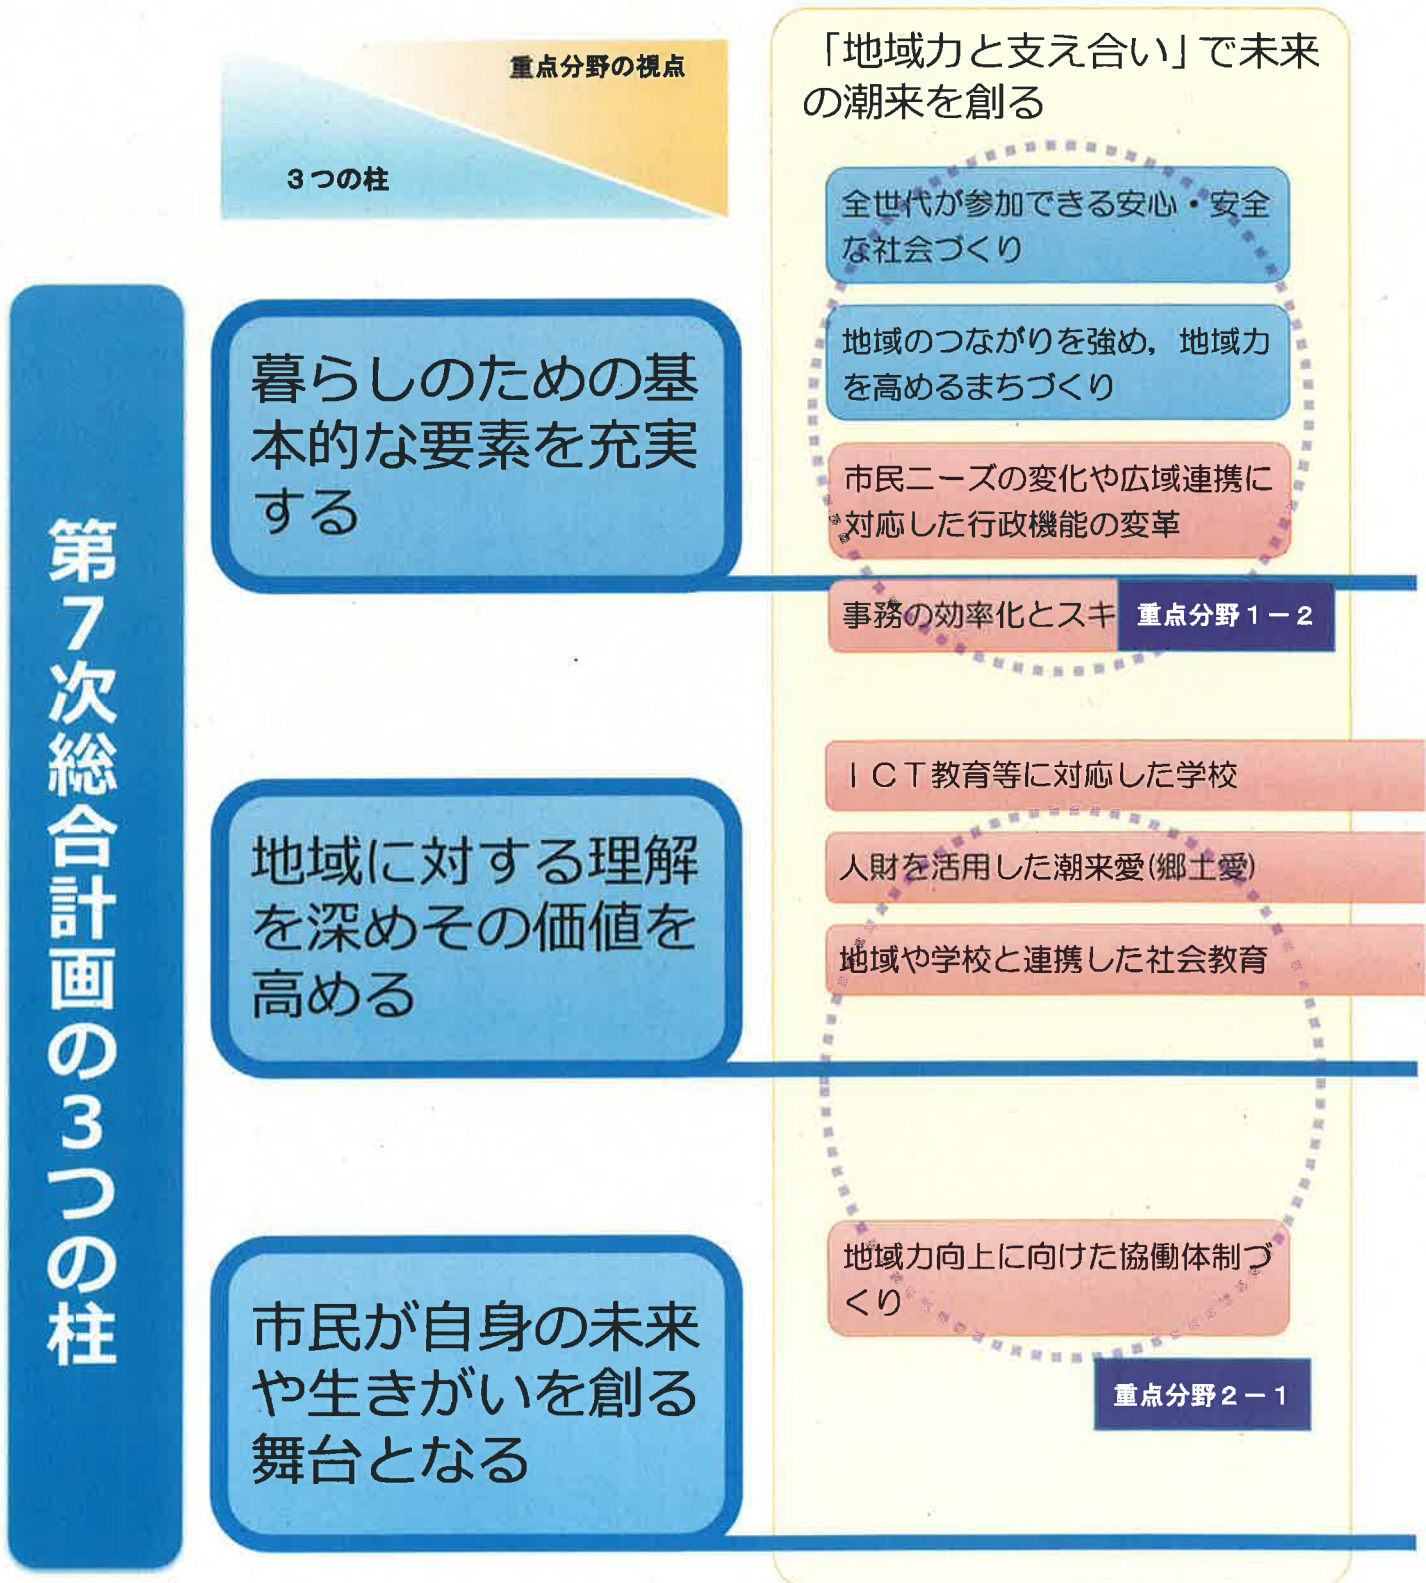 重点分野の視点
3つの柱
第7次総合計画の3つの柱
「地域力と支え合い」で未来
の潮来を創る
全世代が参加できる安心・安全
な社会づくり
地域のつながりを強め，地域力
を高めるまちづくり
市民ニーズの変化や広域連携に
対応した行政機能の変革
事務の効率化とスキ
重点分野1－2
暮らしのための基
本的な要素を充実
する
ＩＣＴ教育等に対応した学校
人財を活用した潮来愛(郷土愛)
地域や学校と連携した社会教育
地域に対する理解
を深めその価値を
高める
地域力向上に向けた協働体制づ
くり
重点分野2－1
市民が自身の未来
や生きがいを創る
舞台となる